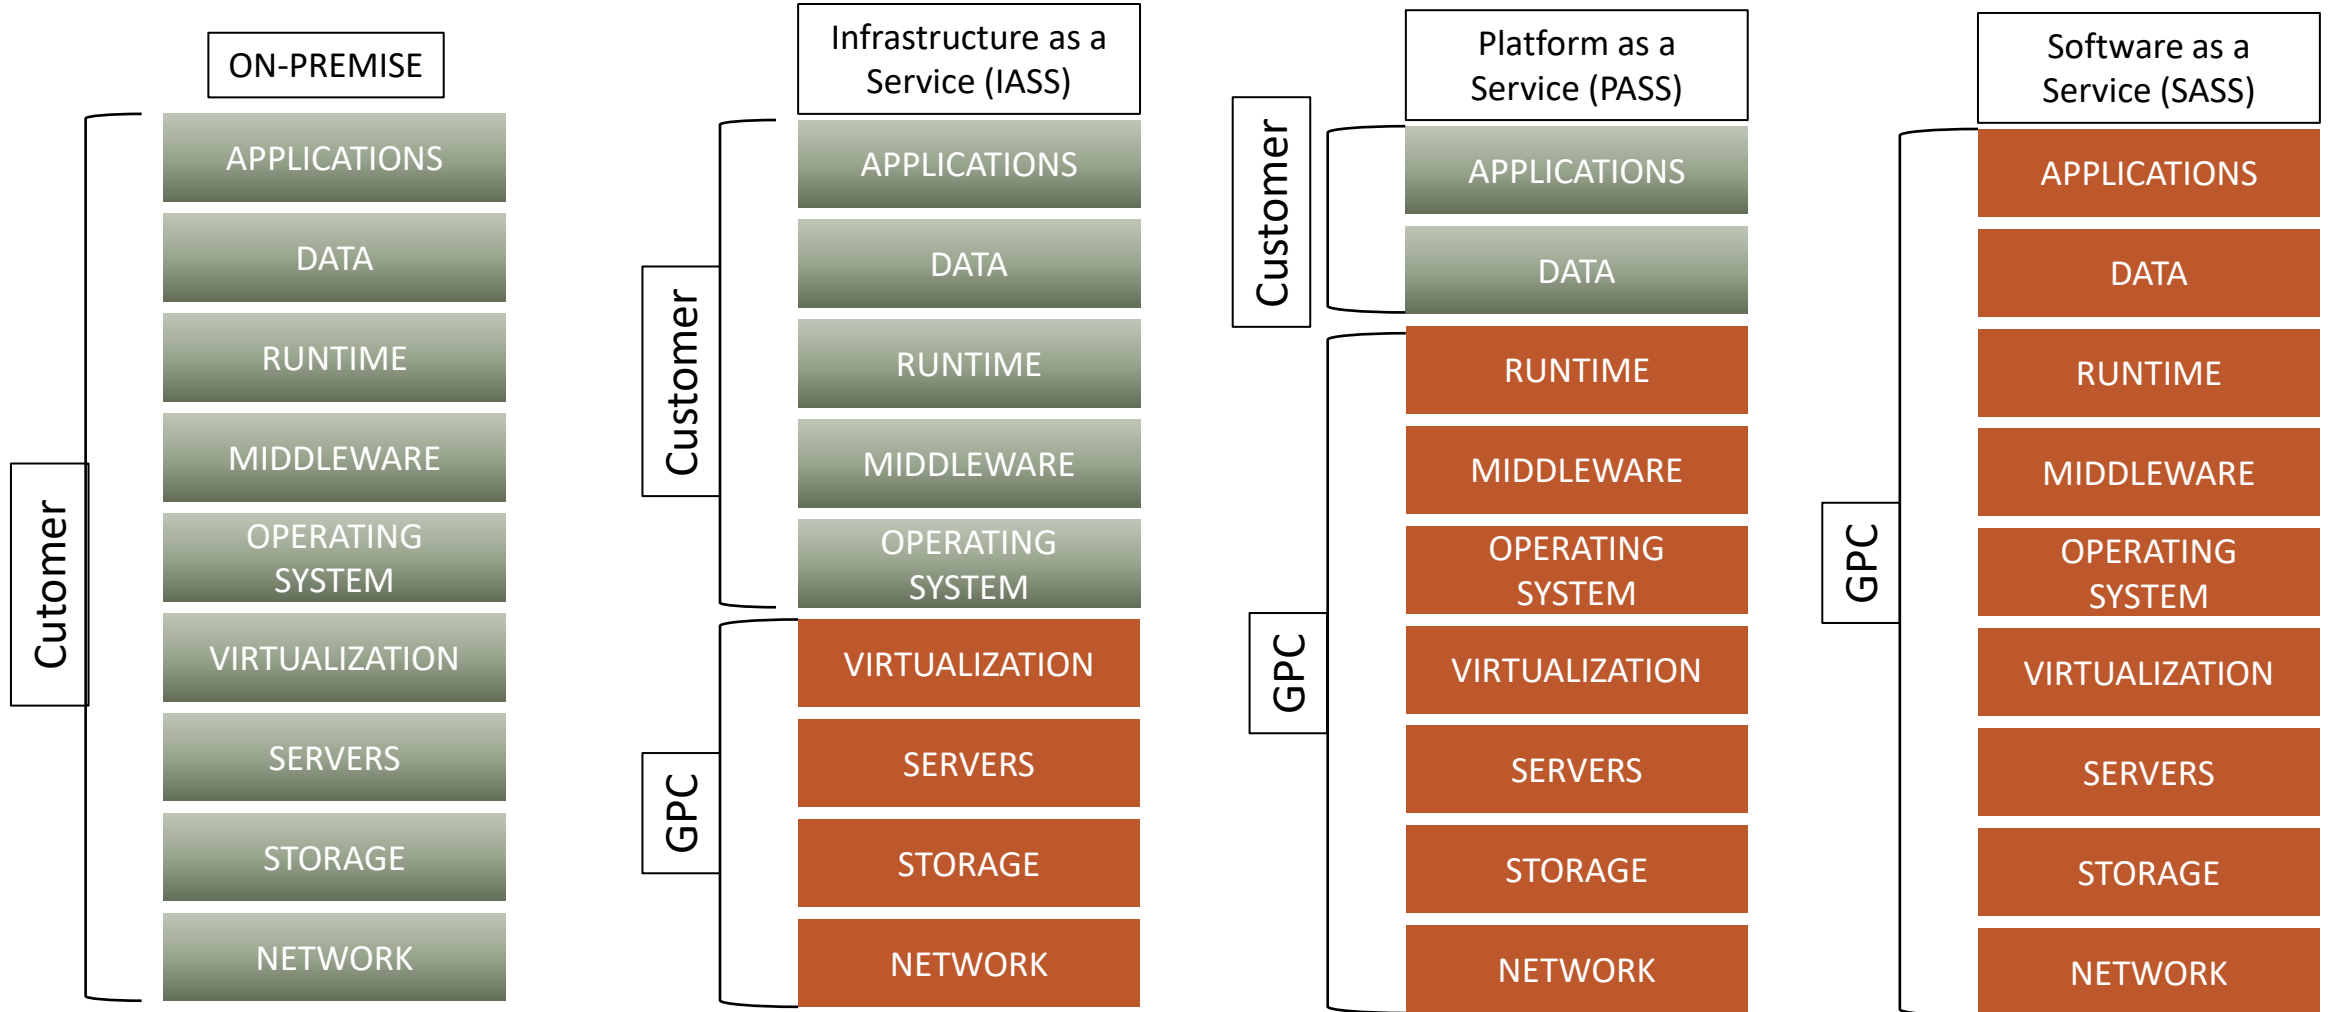 ON-PREMISE
Cutomer
APPLICATIONS
DATA
RUNTIME
MIDDLEWARE
OPERATING
SYSTEM
VIRTUALIZATION
SERVERS
STORAGE
NETWORK
Infrastructure as a
Service (IASS)
Customer
APPLICATIONS
DATA
RUNTIME
MIDDLEWARE
OPERATING
SYSTEM
GPC
VIRTUALIZATION
SERVERS
STORAGE
NETWORK
Platform as a
Service (PASS)
Customer
APPLICATIONS
DATA
GPC
RUNTIME
MIDDLEWARE
OPERATING
SYSTEM
VIRTUALIZATION
SERVERS
STORAGE
NETWORK
Software as a
Service (SASS)
GPC
APPLICATIONS
DATA
RUNTIME
MIDDLEWARE
OPERATING
SYSTEM
VIRTUALIZATION
SERVERS
STORAGE
NETWORK